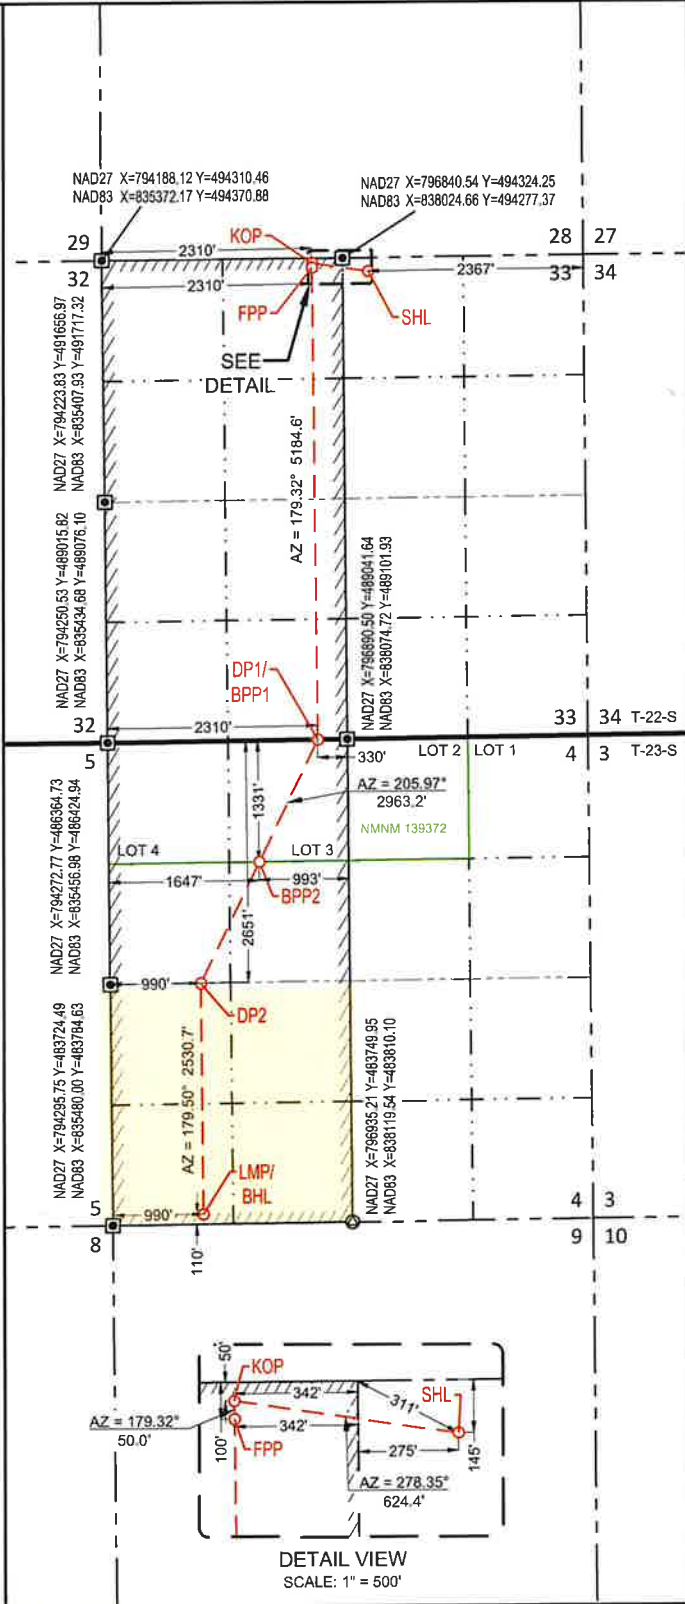 NAD27 X=794188.12 Y=494310.46
NAD83 X=835372.17 Y=494370.88
NAD27 X=796840.54 Y=494324.25
NAD83 X=838024.66 Y=494277.37
29
KOP
28
27
2310'
32
2310'
2367'
33
34
FPP
SHL
SEE
DETAIL
NAD27 X=794223.83 Y=491656.97
NAD83 X=835407.93 Y=491717.32
AZ = 179.32° 5184.6'
NAD27 X=794250.53 Y=489015.62
NAD83 X=835434.68 Y=489076.10
NAD27 X=796890.50 Y=489041.64
NAD83 X=838074.72 Y=489101.93
DP1/
BPP1
32
2310'
33
34
T-22-S
5
330'
LOT 2
LOT 1
4
3
T-23-S
1331'
AZ = 205.97°
2963.2'
NMNM 139372
NAD27 X=794272.77 Y=486364.73
NAD83 X=835456.98 Y=486424.94
LOT 4
LOT 3
1647'
993'
BPP2
2651'
990'
DP2
NAD27 X=794295.75 Y=483724.49
NAD83 X=835480.00 Y=483784.63
AZ = 179.50° 2530.7'
NAD27 X=796935.21 Y=483749.95
NAD83 X=838119.54 Y=483810.10
LMP/
BHL
5
990'
4
3
8
9
10
110'
50'
KOP
342'
311'
SHL
AZ = 179.32°
50.0'
100'
342'
FPP
275'
145'
AZ = 278.35°
624.4'
DETAIL VIEW
SCALE: 1" = 500'